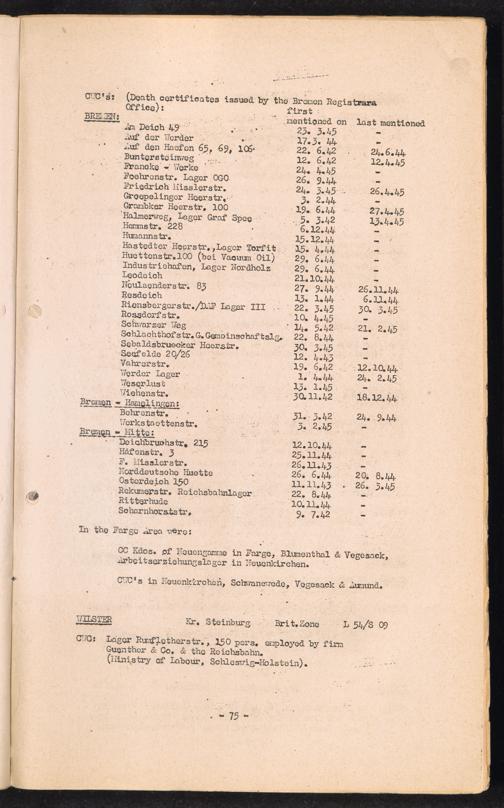 CWC's: (Death certificates issued by the Bremen Registrars
Office):
BREMEN:
first
mentioned on last mentioned
Am Deich 49 23. 3.45 -
Auf der Werder 17.3. 44 -
Auf den Haefen 65, 69, 106 22. 6.42 24.6.44
Buntersteinweg 12. 6.42 12.4.45
Francke - Werke 24. 4.45 -
Foehrenstr. Lager OGO 26. 9.44 -
Friedrich Misslerstr. 24. 3.45 26.4.45
Groepelinger Heerstr. 3. 2.44 -
Grambker Heerstr. 100 19. 6.44 27.4.45
Halmerweg, Lager Graf Spee 5. 3.42 13.4.45
Hemmstr. 228 6.12.44 -
Humannstr. 15.12.44 -
Hastedter Heerstr., Lager Torfit 15. 4.44 -
Huettenstr.100 (bei Vacuum Oil) 29. 6.44 -
Industriehafen, Lager Nordholz 29. 6.44 -
Leedeich 21.10.44 -
Neulaenderstr. 83 27. 9.44 26.11.44
Reedeich 13. 1.44 6.11.44
Riensbergerstr./DAF Lager III 22. 3.45 30. 3.45
Rossdorfstr. 10. 4.45 -
Schwarzer Weg 14. 5.42 21. 2.45
Schlachthofstr.G.Gemeinschaftslg. 22. 8.44 -
Sebaldsbruecker Heerstr. 30. 3.45 -
Seefelde 20/26 12. 4.43 -
Vahrerstr. 19. 6.42 12.10.44
Werder Lager 1. 4.44 24. 2.45
Weserlust 13. 1.45 -
Wiehenstr. 30.11.42 18.12.44
Bremen - Hemelingen:
Behrenstr. 31. 3.42 24. 9.44
Werkstaettenstr. 3. 2.45 -
Bremen - Mitte:
Deichbruchstr. 215 12.10.44 -
Häfenstr. 3 25.11.44 -
F. Misslerstr. 26.11.43 -
Norddeutsche Huette 26. 6.44 20. 8.44
Osterdeich 150 11.11.43 26. 3.45
Rekumerstr. Reichsbahnlager 22. 8.44 -
Ritterhude 10.11.44 -
Scharnhorststr. 9. 7.42 -
In the Farge Area were:
CC Kdos. of Neuengamme in Farge, Blumenthal & Vegesack,
Arbeitserziehungslager in Neuenkirchen.
CWC's in Neuenkirchen, Schwanewede, Vegesack & Aumund.
WILSTER Kr. Steinburg Brit.Zone L 54/S 09
CWC: Lager Rumfletherstr., 150 pers. employed by firm
Guenther & Co. & the Reichsbahn.
(Ministry of Labour, Schleswig-Holstein).
- 75 -